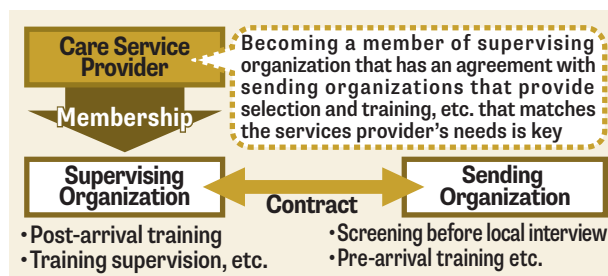 Care Service
Provider
Becoming a member of supervising
organization that has an agreement with
sending organizations that provide
selection and training, etc. that matches
the services provider's needs is key
Membership
Supervising
Organization
Contract
Sending
Organization
・Post-arrival training
・Training supervision, etc.
・Screening before local interview
・Pre-arrival training etc.